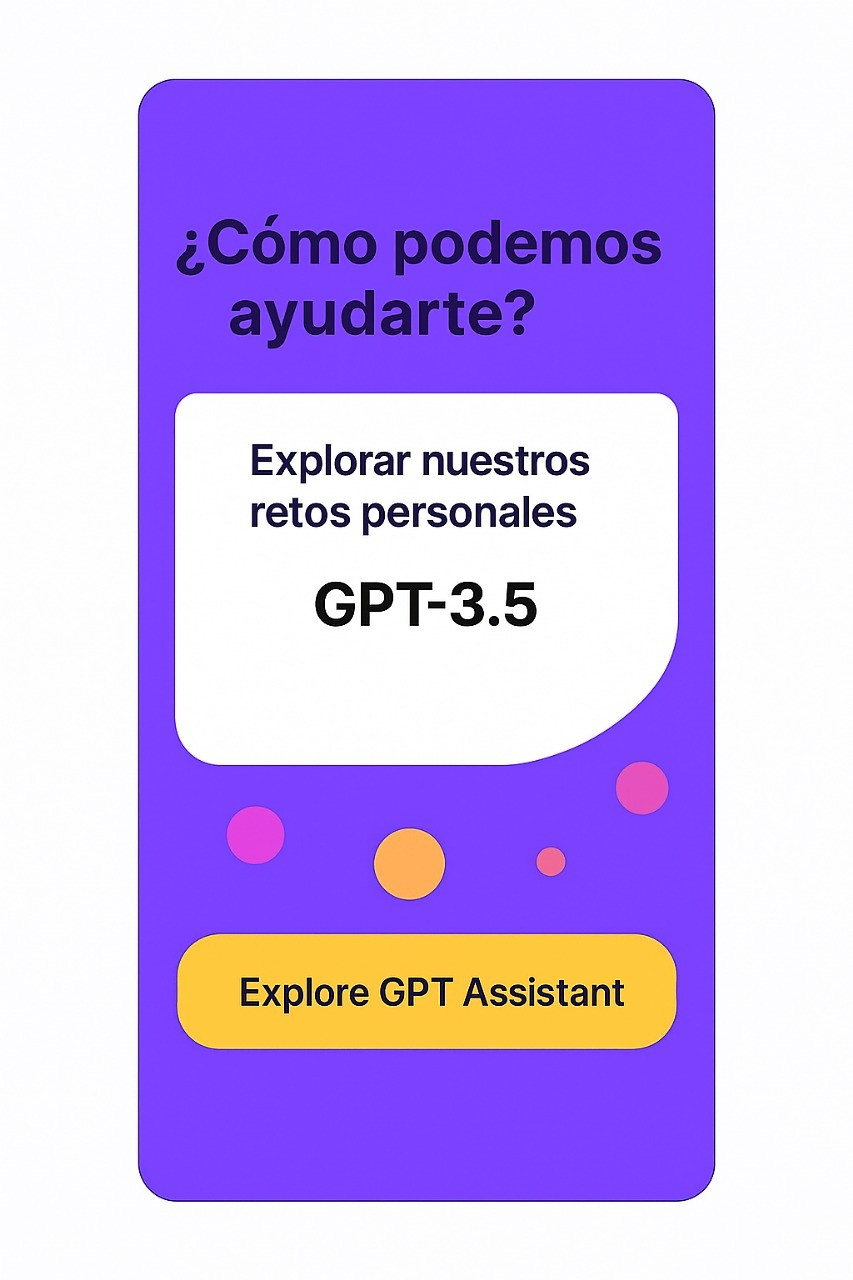 ¿Cómo podemos
ayudarte?
Explorar nuestros
retos personales
GPT-3.5
Explore GPT Assistant